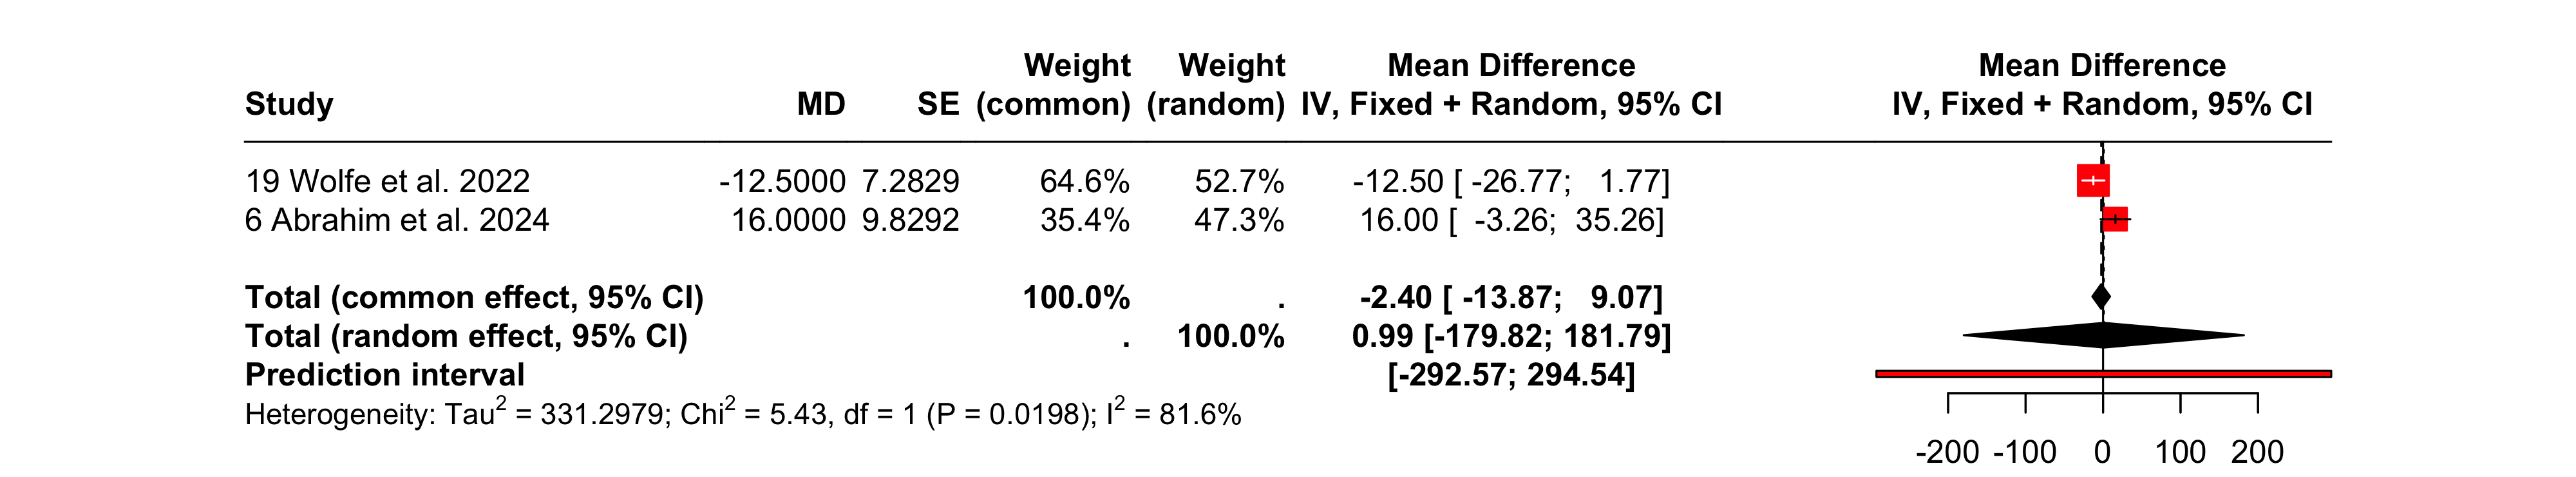 Weight Weight Mean Difference Mean Difference
Study MD SE (common) (random) IV, Fixed + Random, 95% CI IV, Fixed + Random, 95% CI
19 Wolfe et al. 2022 -12.5000 7.2829 64.6% 52.7% -12.50 [ -26.77; 1.77]
6 Abrahim et al. 2024 16.0000 9.8292 35.4% 47.3% 16.00 [ -3.26; 35.26]
Total (common effect, 95% CI) 100.0% . -2.40 [ -13.87; 9.07]
Total (random effect, 95% CI) . 100.0% 0.99 [-179.82; 181.79]
Prediction interval [-292.57; 294.54]
Heterogeneity: Tau² = 331.2979; Chi² = 5.43, df = 1 (P = 0.0198); I² = 81.6%
-200 -100 0 100 200